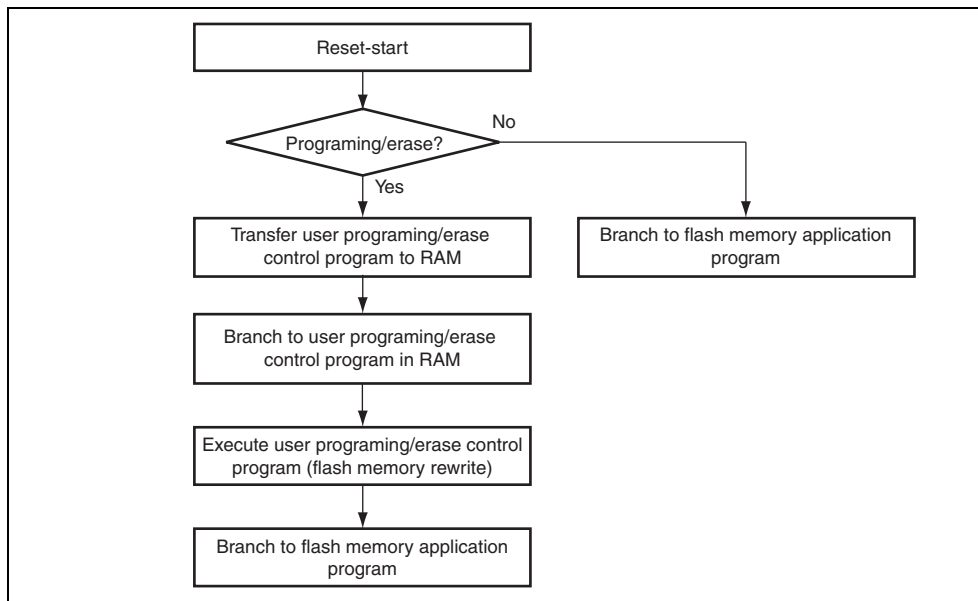 Reset-start
Programing/erase?
No
Yes
Transfer user programing/erase
control program to RAM
Branch to flash memory application
program
Branch to user programing/erase
control program in RAM
Execute user programing/erase control
program (flash memory rewrite)
Branch to flash memory application
program